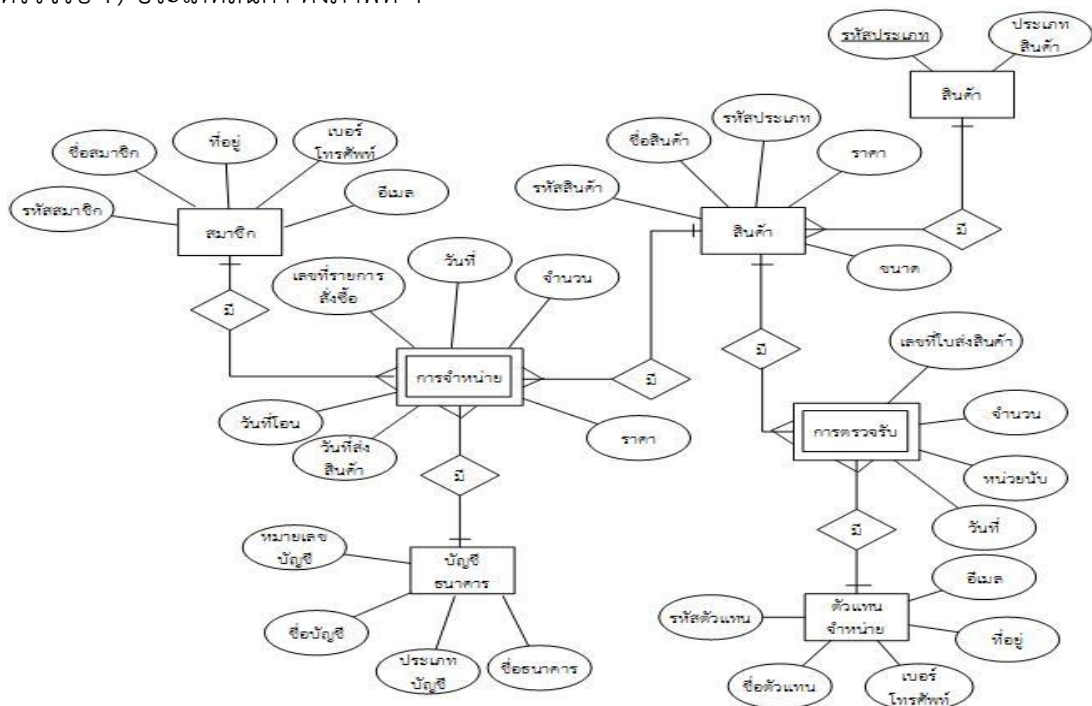 รหัสประเภท
ประเภท
สินค้า
สินค้า
ที่อยู่
เบอร์
โทรศัพท์
ชื่อสมาชิก
อีเมล
รหัสสมาชิก
สมาชิก
รหัสประเภท
ชื่อสินค้า
ราคา
รหัสสินค้า
สินค้า
มี
ขนาด
วันที่
เลขที่รายการ
สั่งซื้อ
จำนวน
มี
มี
เลขที่ใบส่งสินค้า
การจำหน่าย
มี
จำนวน
วันที่โอน
วันที่ส่ง
สินค้า
ราคา
การตรวจรับ
หน่วยนับ
มี
วันที่
มี
หมายเลข
บัญชี
บัญชี
ธนาคาร
อีเมล
รหัสตัวแทน
ตัวแทน
จำหน่าย
ที่อยู่
ชื่อบัญชี
ประเภท
บัญชี
ชื่อธนาคาร
ชื่อตัวแทน
เบอร์
โทรศัพท์